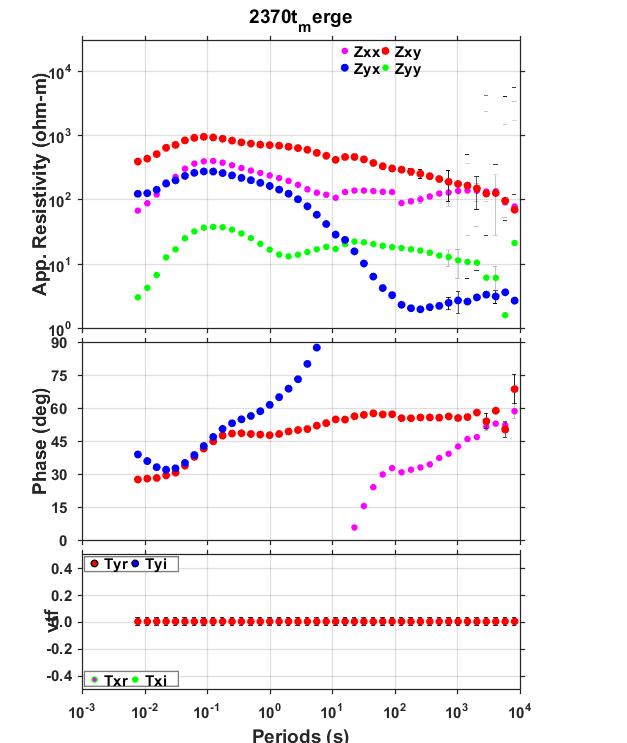 2370t_merge
Zxx Zxy
Zyx Zyy
App. Resistivity (ohm-m)
10^4
10^3
10^2
10^1
10^0
Phase (deg)
90
75
60
45
30
15
0
vtf
0.4
0.2
0.0
-0.2
-0.4
Tyr Tyi
Txr Txi
10^-3 10^-2 10^-1 10^0 10^1 10^2 10^3 10^4
Periods (s)